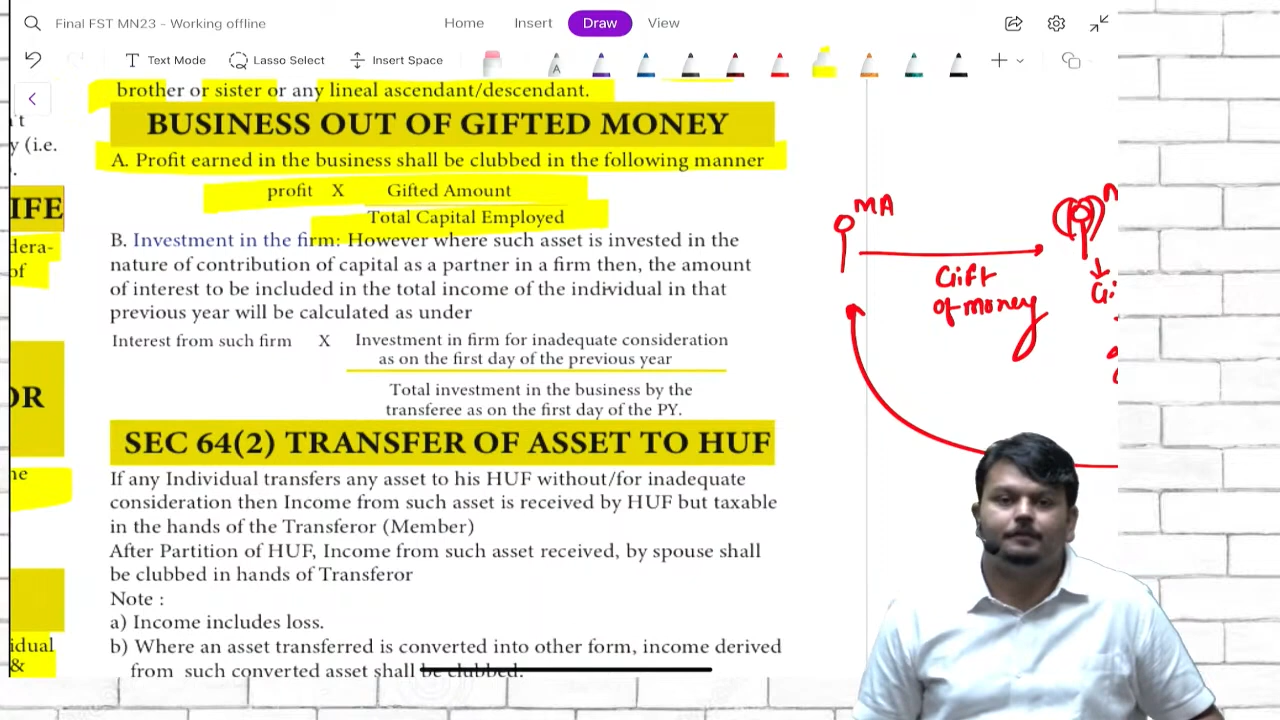 Final FST MN23 - Working offline
Home Insert Draw View
Text Mode Lasso Select Insert Space
A
brother or sister or any lineal ascendant/descendant.
BUSINESS OUT OF GIFTED MONEY
A. Profit earned in the business shall be clubbed in the following manner
profit X Gifted Amount
Total Capital Employed
B. Investment in the firm: However where such asset is invested in the
nature of contribution of capital as a partner in a firm then, the amount
of interest to be included in the total income of the individual in that
previous year will be calculated as under
Interest from such firm X Investment in firm for inadequate consideration
as on the first day of the previous year
Total investment in the business by the
transferee as on the first day of the PY.
SEC 64(2) TRANSFER OF ASSET TO HUF
If any Individual transfers any asset to his HUF without/for inadequate
consideration then Income from such asset is received by HUF but taxable
in the hands of the Transferor (Member)
After Partition of HUF, Income from such asset received, by spouse shall
be clubbed in hands of Transferor
Note :
a) Income includes loss.
b) Where an asset transferred is converted into other form, income derived
from such converted asset shall be clubbed.
y (i.e.
IFE
dera-
of
OR
ne
idual
&
MA
Gift
of money